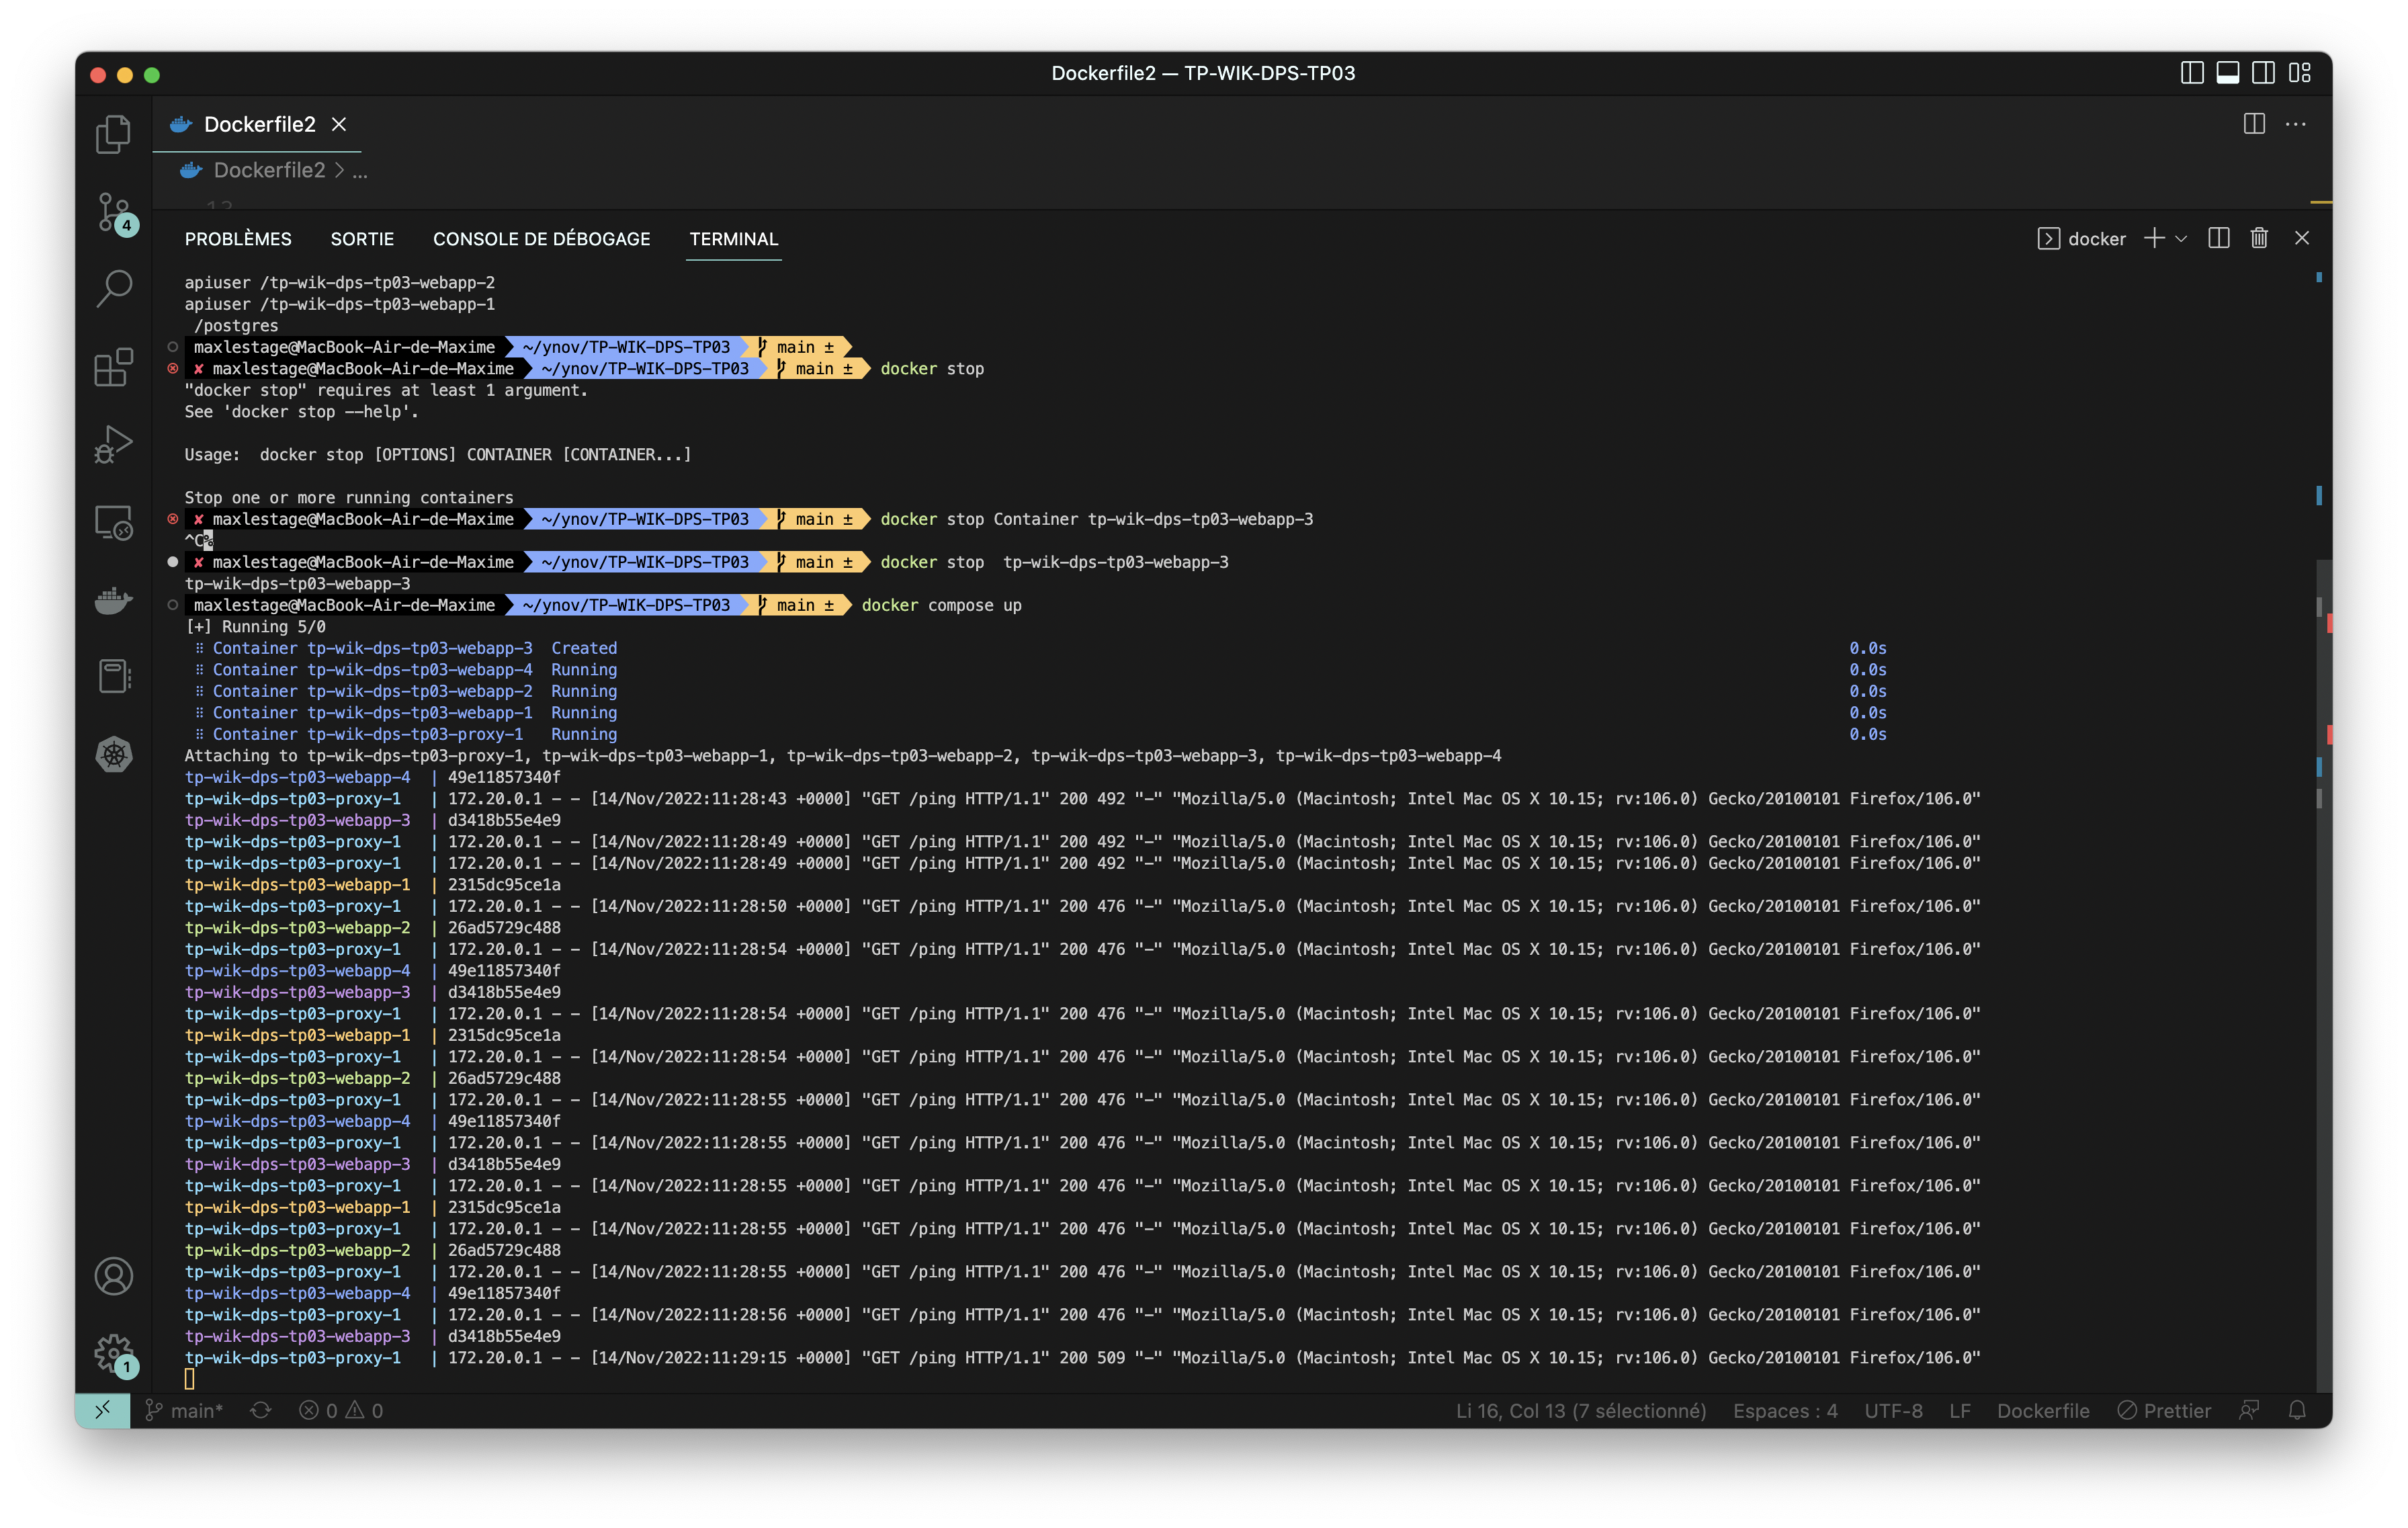 Dockerfile2 — TP-WIK-DPS-TP03
Dockerfile2
Dockerfile2 > ...
13
4
PROBLÈMES SORTIE CONSOLE DE DÉBOGAGE TERMINAL docker
apiuser /tp-wik-dps-tp03-webapp-2
apiuser /tp-wik-dps-tp03-webapp-1
/postgres
maxlestage@MacBook-Air-de-Maxime ~/ynov/TP-WIK-DPS-TP03 main ±
✘ maxlestage@MacBook-Air-de-Maxime ~/ynov/TP-WIK-DPS-TP03 main ± docker stop
"docker stop" requires at least 1 argument.
See 'docker stop --help'.
Usage:  docker stop [OPTIONS] CONTAINER [CONTAINER...]
Stop one or more running containers
✘ maxlestage@MacBook-Air-de-Maxime ~/ynov/TP-WIK-DPS-TP03 main ± docker stop Container tp-wik-dps-tp03-webapp-3
^C%
✘ maxlestage@MacBook-Air-de-Maxime ~/ynov/TP-WIK-DPS-TP03 main ± docker stop  tp-wik-dps-tp03-webapp-3
tp-wik-dps-tp03-webapp-3
maxlestage@MacBook-Air-de-Maxime ~/ynov/TP-WIK-DPS-TP03 main ± docker compose up
[+] Running 5/0
⠿ Container tp-wik-dps-tp03-webapp-3  Created 0.0s
⠿ Container tp-wik-dps-tp03-webapp-4  Running 0.0s
⠿ Container tp-wik-dps-tp03-webapp-2  Running 0.0s
⠿ Container tp-wik-dps-tp03-webapp-1  Running 0.0s
⠿ Container tp-wik-dps-tp03-proxy-1   Running 0.0s
Attaching to tp-wik-dps-tp03-proxy-1, tp-wik-dps-tp03-webapp-1, tp-wik-dps-tp03-webapp-2, tp-wik-dps-tp03-webapp-3, tp-wik-dps-tp03-webapp-4
tp-wik-dps-tp03-webapp-4  | 49e11857340f
tp-wik-dps-tp03-proxy-1   | 172.20.0.1 - - [14/Nov/2022:11:28:43 +0000] "GET /ping HTTP/1.1" 200 492 "-" "Mozilla/5.0 (Macintosh; Intel Mac OS X 10.15; rv:106.0) Gecko/20100101 Firefox/106.0"
tp-wik-dps-tp03-webapp-3  | d3418b55e4e9
tp-wik-dps-tp03-proxy-1   | 172.20.0.1 - - [14/Nov/2022:11:28:49 +0000] "GET /ping HTTP/1.1" 200 492 "-" "Mozilla/5.0 (Macintosh; Intel Mac OS X 10.15; rv:106.0) Gecko/20100101 Firefox/106.0"
tp-wik-dps-tp03-proxy-1   | 172.20.0.1 - - [14/Nov/2022:11:28:49 +0000] "GET /ping HTTP/1.1" 200 492 "-" "Mozilla/5.0 (Macintosh; Intel Mac OS X 10.15; rv:106.0) Gecko/20100101 Firefox/106.0"
tp-wik-dps-tp03-webapp-1  | 2315dc95ce1a
tp-wik-dps-tp03-proxy-1   | 172.20.0.1 - - [14/Nov/2022:11:28:50 +0000] "GET /ping HTTP/1.1" 200 476 "-" "Mozilla/5.0 (Macintosh; Intel Mac OS X 10.15; rv:106.0) Gecko/20100101 Firefox/106.0"
tp-wik-dps-tp03-webapp-2  | 26ad5729c488
tp-wik-dps-tp03-proxy-1   | 172.20.0.1 - - [14/Nov/2022:11:28:54 +0000] "GET /ping HTTP/1.1" 200 476 "-" "Mozilla/5.0 (Macintosh; Intel Mac OS X 10.15; rv:106.0) Gecko/20100101 Firefox/106.0"
tp-wik-dps-tp03-webapp-4  | 49e11857340f
tp-wik-dps-tp03-webapp-3  | d3418b55e4e9
tp-wik-dps-tp03-proxy-1   | 172.20.0.1 - - [14/Nov/2022:11:28:54 +0000] "GET /ping HTTP/1.1" 200 476 "-" "Mozilla/5.0 (Macintosh; Intel Mac OS X 10.15; rv:106.0) Gecko/20100101 Firefox/106.0"
tp-wik-dps-tp03-webapp-1  | 2315dc95ce1a
tp-wik-dps-tp03-proxy-1   | 172.20.0.1 - - [14/Nov/2022:11:28:54 +0000] "GET /ping HTTP/1.1" 200 476 "-" "Mozilla/5.0 (Macintosh; Intel Mac OS X 10.15; rv:106.0) Gecko/20100101 Firefox/106.0"
tp-wik-dps-tp03-webapp-2  | 26ad5729c488
tp-wik-dps-tp03-proxy-1   | 172.20.0.1 - - [14/Nov/2022:11:28:55 +0000] "GET /ping HTTP/1.1" 200 476 "-" "Mozilla/5.0 (Macintosh; Intel Mac OS X 10.15; rv:106.0) Gecko/20100101 Firefox/106.0"
tp-wik-dps-tp03-webapp-4  | 49e11857340f
tp-wik-dps-tp03-proxy-1   | 172.20.0.1 - - [14/Nov/2022:11:28:55 +0000] "GET /ping HTTP/1.1" 200 476 "-" "Mozilla/5.0 (Macintosh; Intel Mac OS X 10.15; rv:106.0) Gecko/20100101 Firefox/106.0"
tp-wik-dps-tp03-webapp-3  | d3418b55e4e9
tp-wik-dps-tp03-proxy-1   | 172.20.0.1 - - [14/Nov/2022:11:28:55 +0000] "GET /ping HTTP/1.1" 200 476 "-" "Mozilla/5.0 (Macintosh; Intel Mac OS X 10.15; rv:106.0) Gecko/20100101 Firefox/106.0"
tp-wik-dps-tp03-webapp-1  | 2315dc95ce1a
tp-wik-dps-tp03-proxy-1   | 172.20.0.1 - - [14/Nov/2022:11:28:55 +0000] "GET /ping HTTP/1.1" 200 476 "-" "Mozilla/5.0 (Macintosh; Intel Mac OS X 10.15; rv:106.0) Gecko/20100101 Firefox/106.0"
tp-wik-dps-tp03-webapp-2  | 26ad5729c488
tp-wik-dps-tp03-proxy-1   | 172.20.0.1 - - [14/Nov/2022:11:28:55 +0000] "GET /ping HTTP/1.1" 200 476 "-" "Mozilla/5.0 (Macintosh; Intel Mac OS X 10.15; rv:106.0) Gecko/20100101 Firefox/106.0"
tp-wik-dps-tp03-webapp-4  | 49e11857340f
tp-wik-dps-tp03-proxy-1   | 172.20.0.1 - - [14/Nov/2022:11:28:56 +0000] "GET /ping HTTP/1.1" 200 476 "-" "Mozilla/5.0 (Macintosh; Intel Mac OS X 10.15; rv:106.0) Gecko/20100101 Firefox/106.0"
tp-wik-dps-tp03-webapp-3  | d3418b55e4e9
tp-wik-dps-tp03-proxy-1   | 172.20.0.1 - - [14/Nov/2022:11:29:15 +0000] "GET /ping HTTP/1.1" 200 509 "-" "Mozilla/5.0 (Macintosh; Intel Mac OS X 10.15; rv:106.0) Gecko/20100101 Firefox/106.0"
1
main* 0 0 Li 16, Col 13 (7 sélectionné) Espaces : 4 UTF-8 LF Dockerfile Prettier